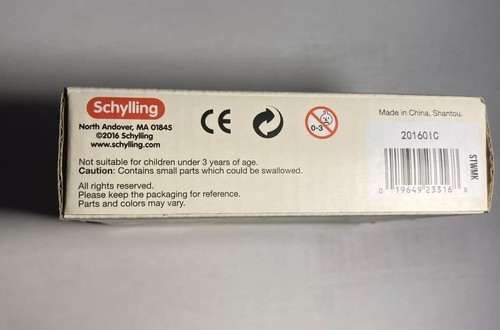 Schylling
North Andover, MA 01845
©2016 Schylling
www.schylling.com
CE
0-3
Not suitable for children under 3 years of age.
Caution: Contains small parts which could be swallowed.
All rights reserved.
Please keep the packaging for reference.
Parts and colors may vary.
Made in China, Shantou.
20160IC
STWMK
0 19649 23316 8